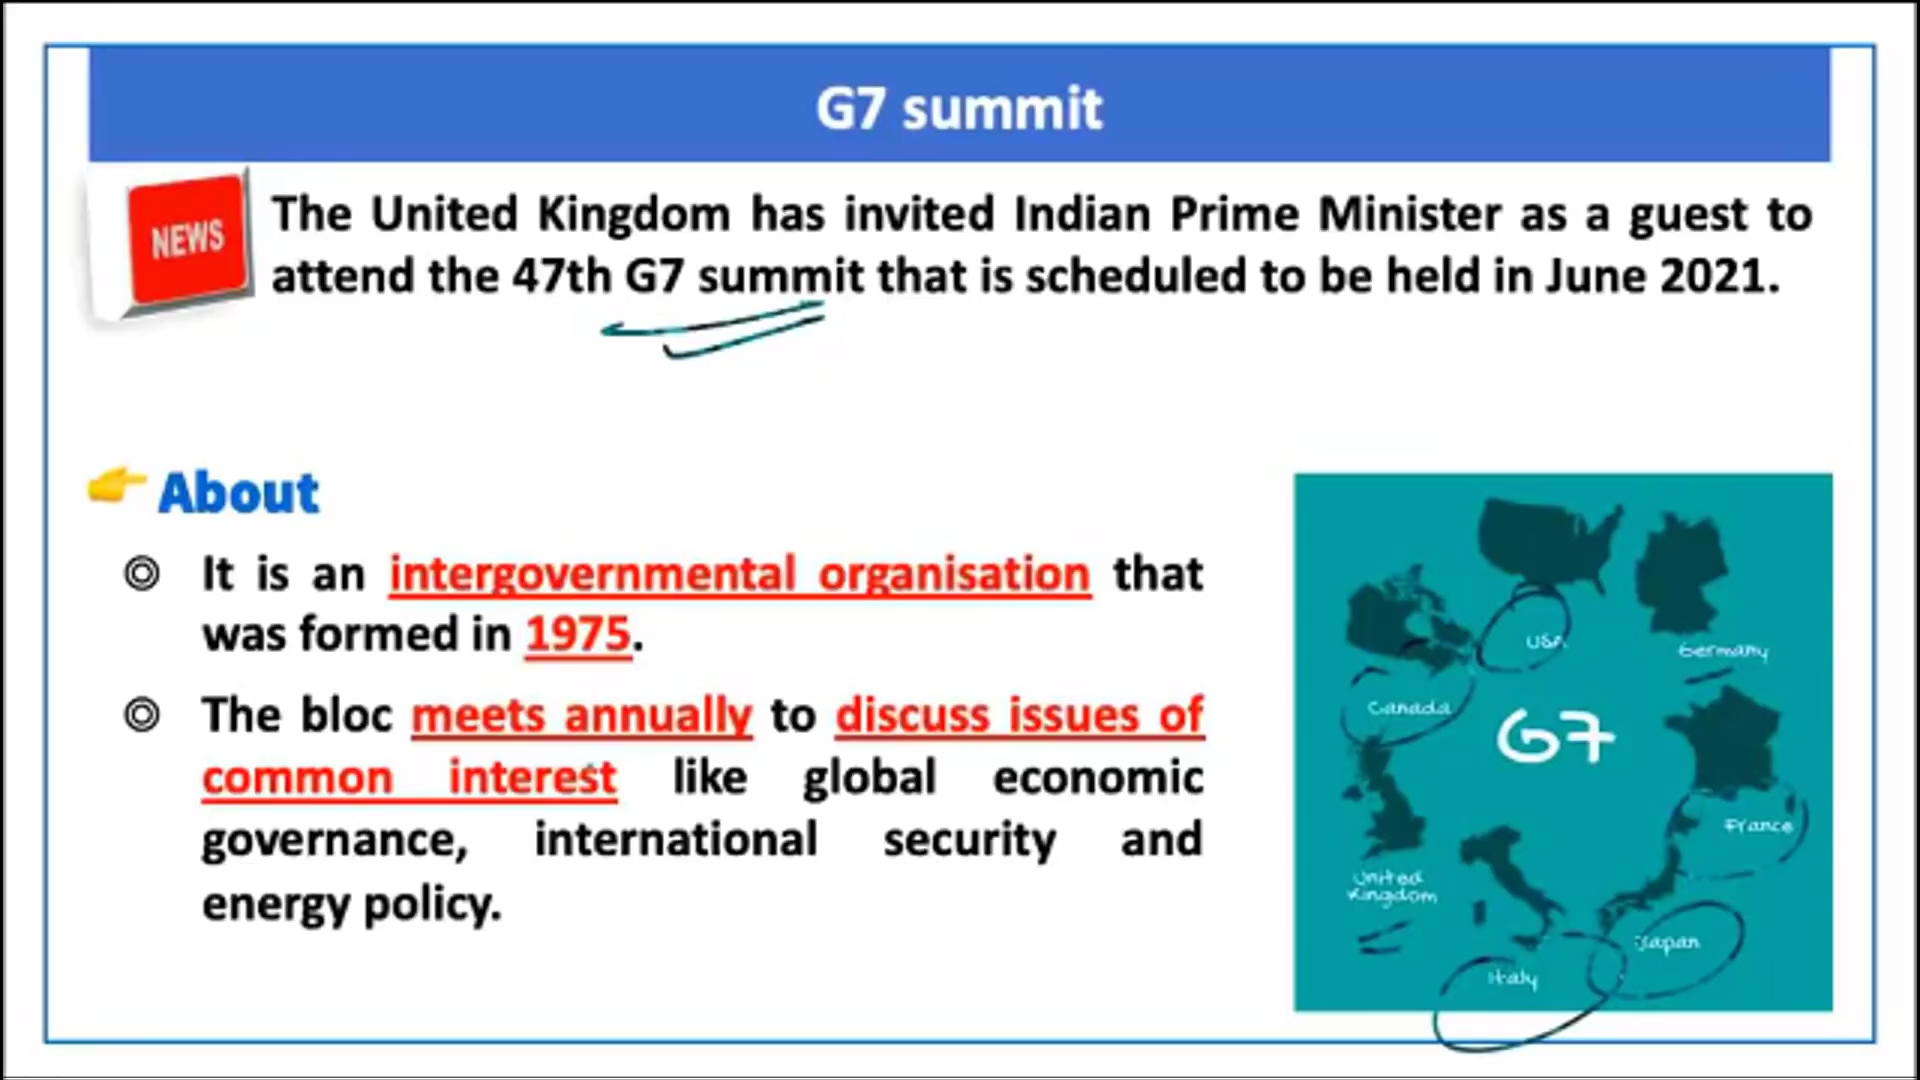 G7 summit
NEWS
The United Kingdom has invited Indian Prime Minister as a guest to
attend the 47th G7 summit that is scheduled to be held in June 2021.
About
It is an intergovernmental organisation that
was formed in 1975.
The bloc meets annually to discuss issues of
common interest like global economic
governance, international security and
energy policy.
USA
Germany
Canada
G7
France
United
Kingdom
Japan
Italy